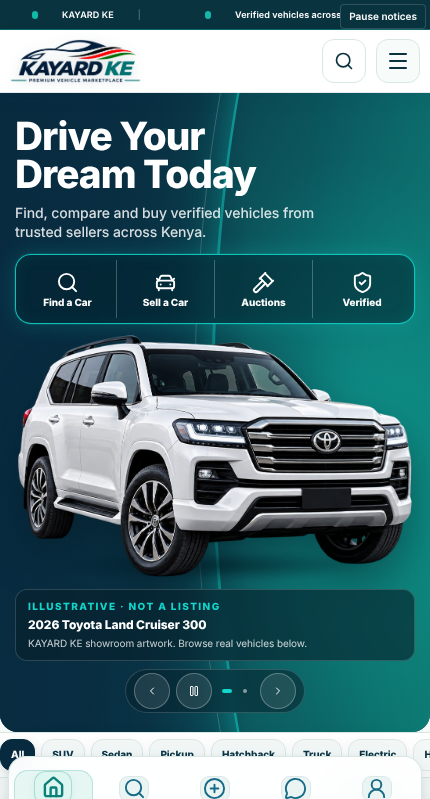 KAYARD KE
Verified vehicles across
Pause notices
KAYARD KE
PREMIUM VEHICLE MARKETPLACE
Drive Your
Dream Today
Find, compare and buy verified vehicles from
trusted sellers across Kenya.
Find a Car
Sell a Car
Auctions
Verified
ILLUSTRATIVE · NOT A LISTING
2026 Toyota Land Cruiser 300
KAYARD KE showroom artwork. Browse real vehicles below.
All
SUV
Sedan
Pickup
Hatchback
Truck
Electric
H